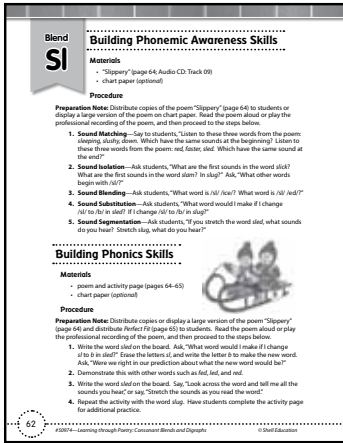 Blend
Sl
Building Phonemic Awareness Skills
Materials
• "Slippery" (page 64; Audio CD: Track 09)
• chart paper (optional)
Procedure
Preparation Note: Distribute copies of the poem "Slippery" (page 64) to students or
display a large version of the poem on chart paper. Read the poem aloud or play the
professional recording of the poem, and then proceed to the steps below.
1. Sound Matching—Say to students, "Listen to these three words from the poem:
sleeping, slushy, down. Which have the same sounds at the beginning? Listen to
these three words from the poem: red, faster, sled. Which have the same sound at
the end?"
2. Sound Isolation—Ask students, "What are the first sounds in the word slick?
What are the first sounds in the word slam? In slug?" Ask, "What other words
begin with /sl/?"
3. Sound Blending—Ask students, "What word is /sl/ /ice/? What word is /sl/ /ed/?"
4. Sound Substitution—Ask students, "What word would I make if I change
/sl/ to /b/ in sled? If I change /sl/ to /b/ in slug?"
5. Sound Segmentation—Ask students, "If you stretch the word sled, what sounds
do you hear? Stretch slug, what do you hear?"
Building Phonics Skills
Materials
• poem and activity page (pages 64–65)
• chart paper (optional)
Procedure
Preparation Note: Distribute copies or display a large version of the poem "Slippery"
(page 64) and distribute Perfect Fit (page 65) to students. Read the poem aloud or play
the professional recording of the poem, and then proceed to the steps below.
1. Write the word sled on the board. Ask, "What word would I make if I change
sl to b in sled?" Erase the letters sl, and write the letter b to make the new word.
Ask, "Were we right in our prediction about what the new word would be?"
2. Demonstrate this with other words such as fed, led, and red.
3. Write the word sled on the board. Say, "Look across the word and tell me all the
sounds you hear," or say, "Stretch the sounds as you read the word."
4. Repeat the activity with the word slug. Have students complete the activity page
for additional practice.
62
#50974—Learning through Poetry: Consonant Blends and Digraphs
© Shell Education